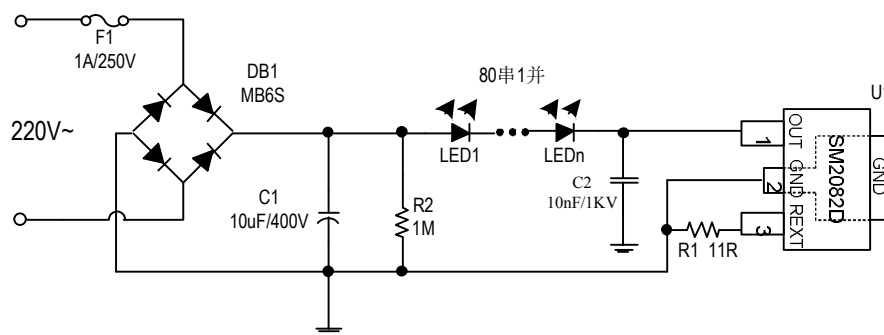 F1
1A/250V
DB1
MB6S
220V~
C1
10uF/400V
R2
1M
80串1并
LED1
LEDn
C2
10nF/1KV
R1 11R
1
2
3
OUT
GND
REXT
SM2082D
GND